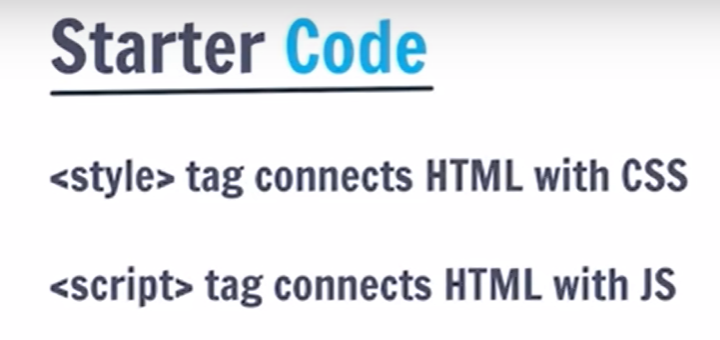 Starter Code
<style> tag connects HTML with CSS
<script> tag connects HTML with JS